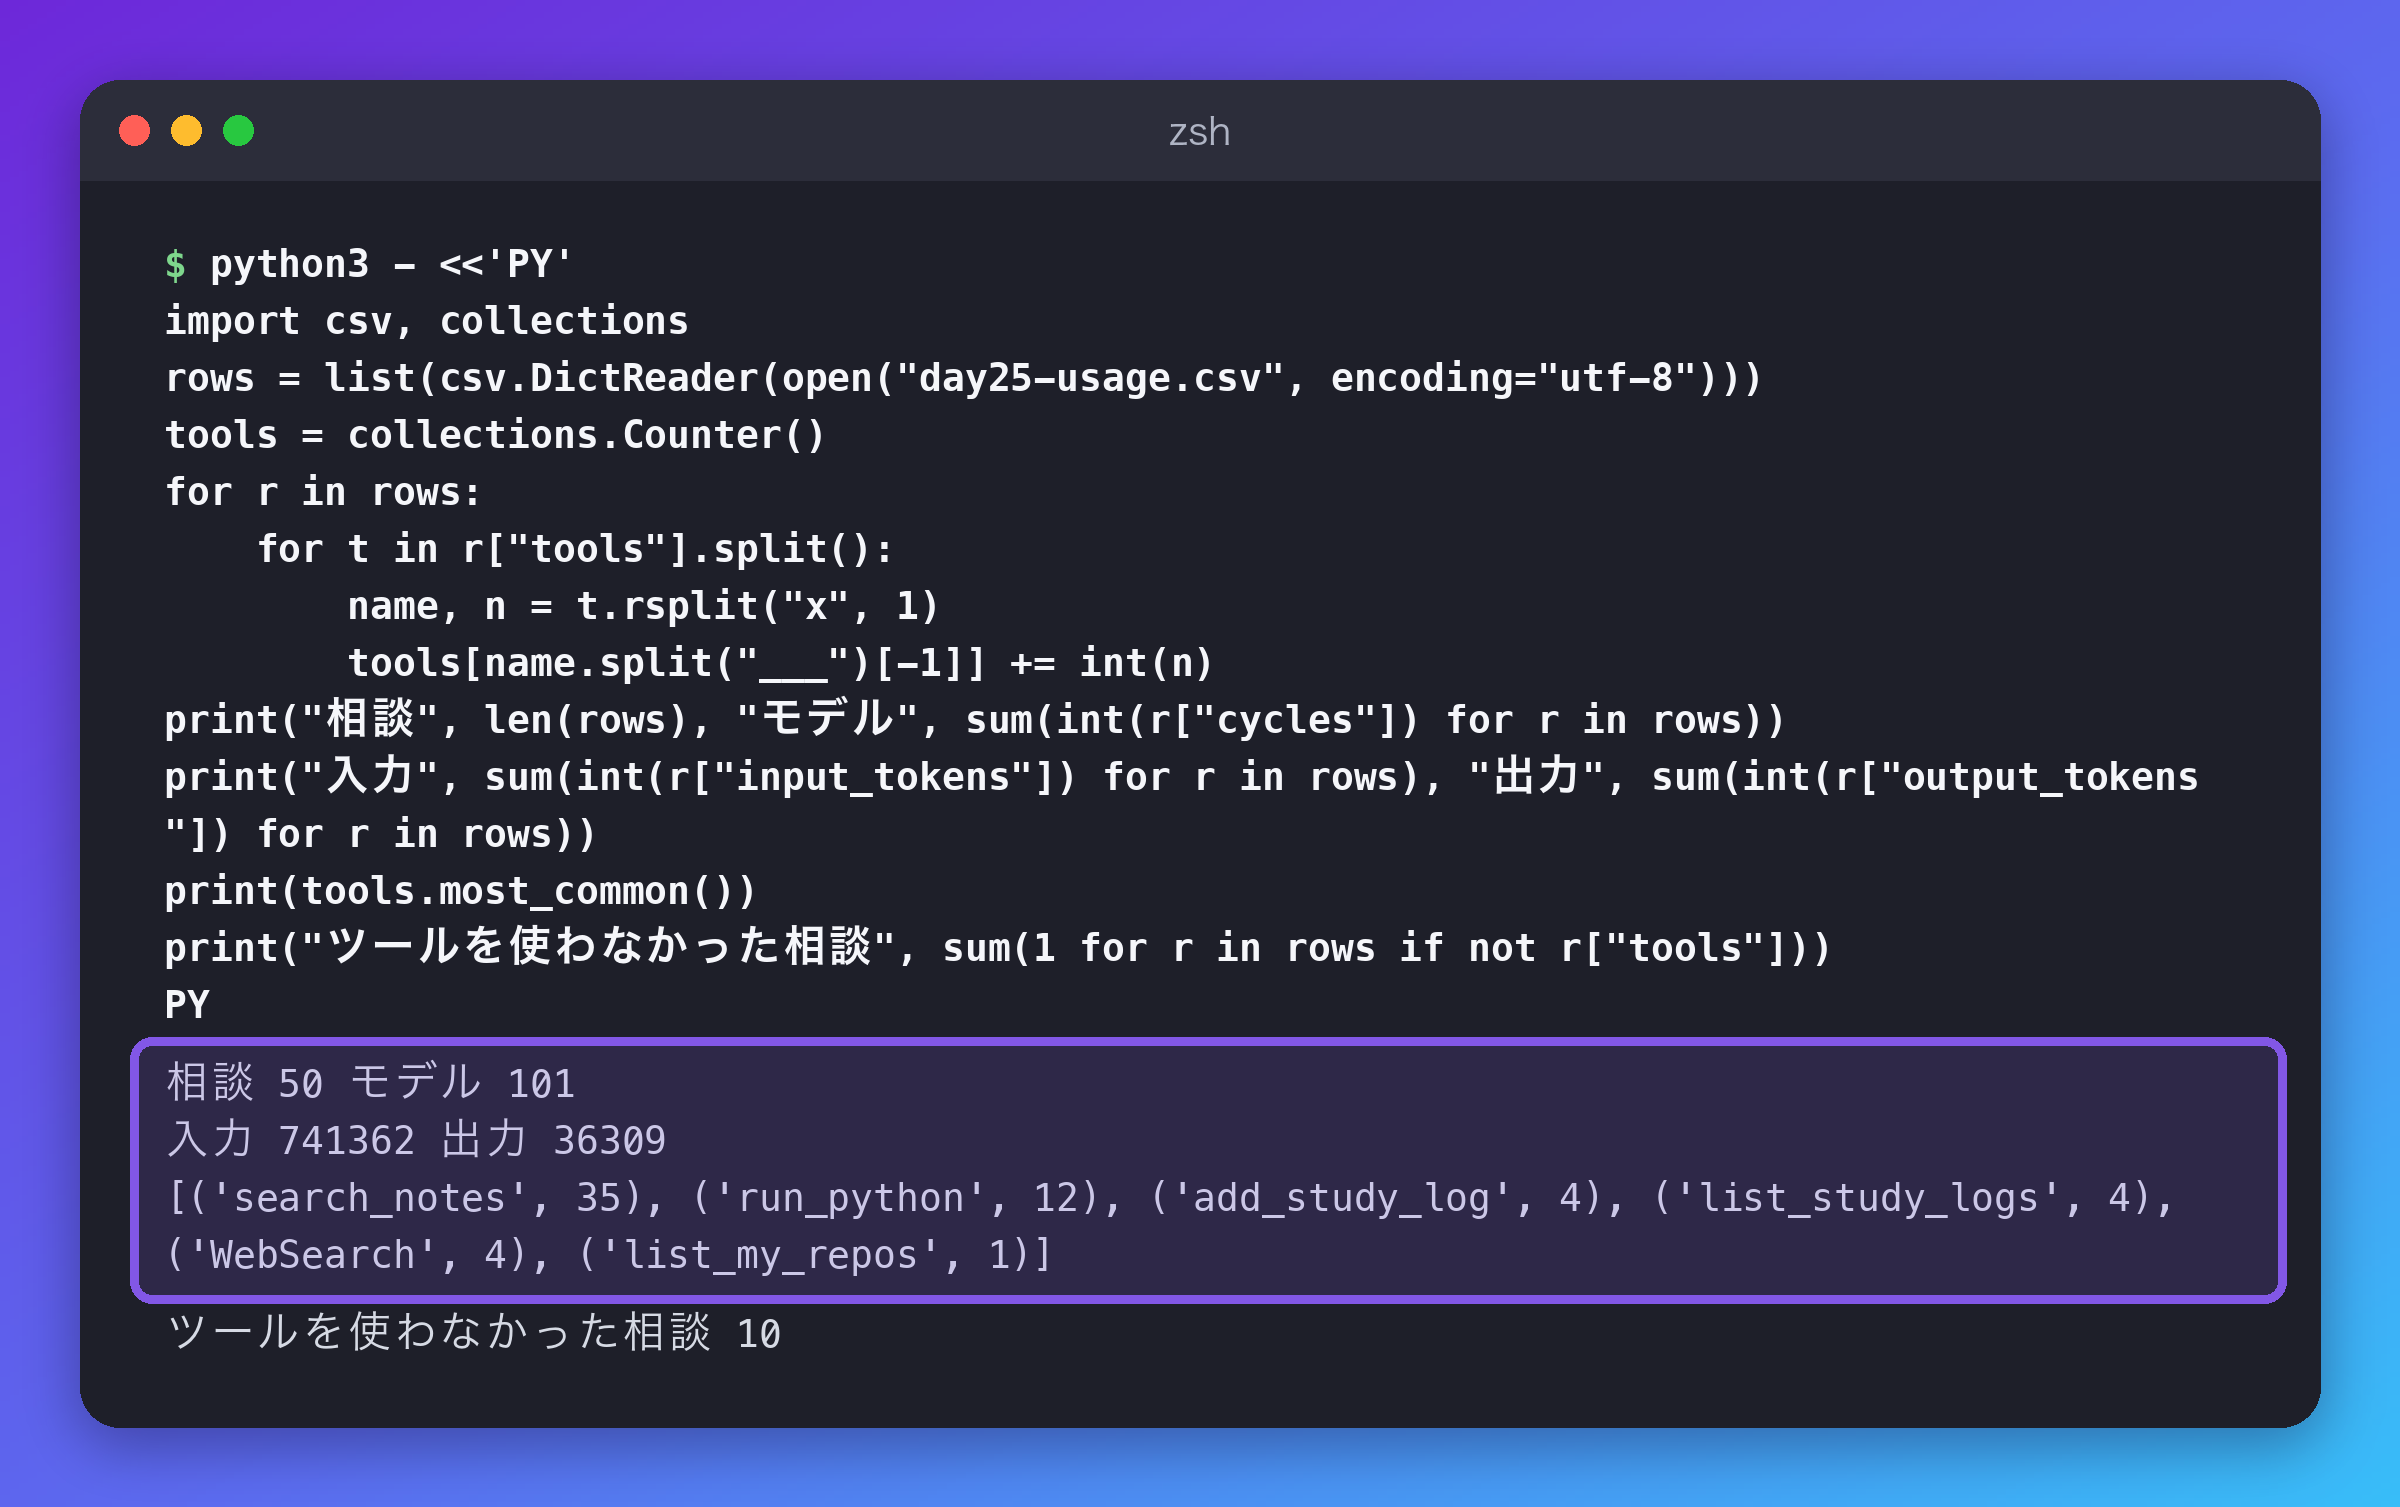 zsh
$ python3 - <<'PY'
import csv, collections
rows = list(csv.DictReader(open("day25-usage.csv", encoding="utf-8")))
tools = collections.Counter()
for r in rows:
    for t in r["tools"].split():
        name, n = t.rsplit("x", 1)
        tools[name.split("___")[-1]] += int(n)
print("相談", len(rows), "モデル", sum(int(r["cycles"]) for r in rows))
print("入力", sum(int(r["input_tokens"]) for r in rows), "出力", sum(int(r["output_tokens
"]) for r in rows))
print(tools.most_common())
print("ツールを使わなかった相談", sum(1 for r in rows if not r["tools"]))
PY
相談 50 モデル 101
入力 741362 出力 36309
[('search_notes', 35), ('run_python', 12), ('add_study_log', 4), ('list_study_logs', 4),
('WebSearch', 4), ('list_my_repos', 1)]
ツールを使わなかった相談 10